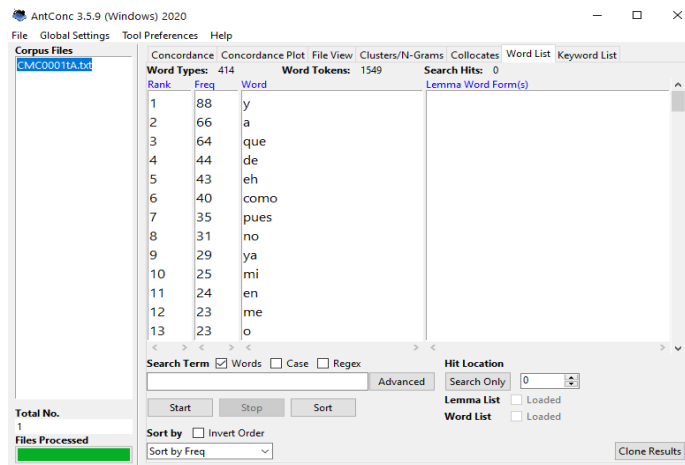 AntConc 3.5.9 (Windows) 2020
File Global Settings Tool Preferences Help
Corpus Files
CMC0001tA.txt
Concordance Concordance Plot File View Clusters/N-Grams Collocates Word List Keyword List
Word Types: 414 Word Tokens: 1549 Search Hits: 0
Rank Freq Word Lemma Word Form(s)
1 88 y
2 66 a
3 64 que
4 44 de
5 43 eh
6 40 como
7 35 pues
8 31 no
9 29 ya
10 25 mi
11 24 en
12 23 me
13 23 o
Search Term Words Case Regex Hit Location
Advanced Search Only 0
Start Stop Sort Lemma List Loaded
Word List Loaded
Sort by Invert Order
Sort by Freq Clone Results
Total No.
1
Files Processed